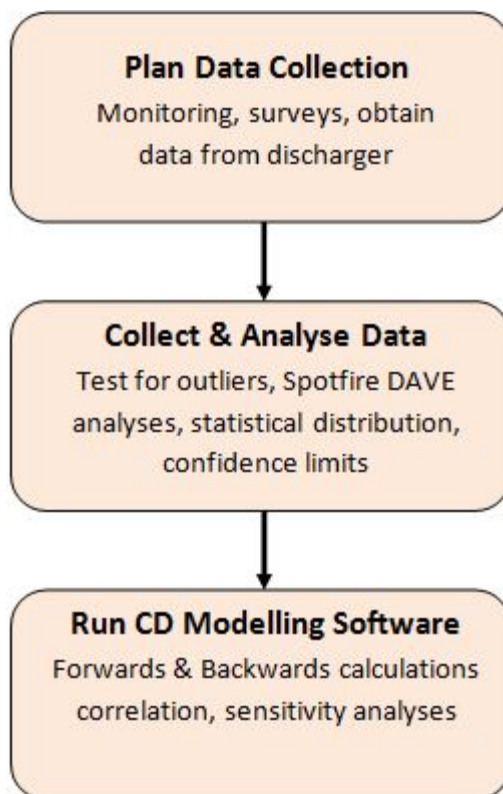 Plan Data Collection
Monitoring, surveys, obtain
data from discharger
Collect & Analyse Data
Test for outliers, Spotfire DAVE
analyses, statistical distribution,
confidence limits
Run CD Modelling Software
Forwards & Backwards calculations
correlation, sensitivity analyses